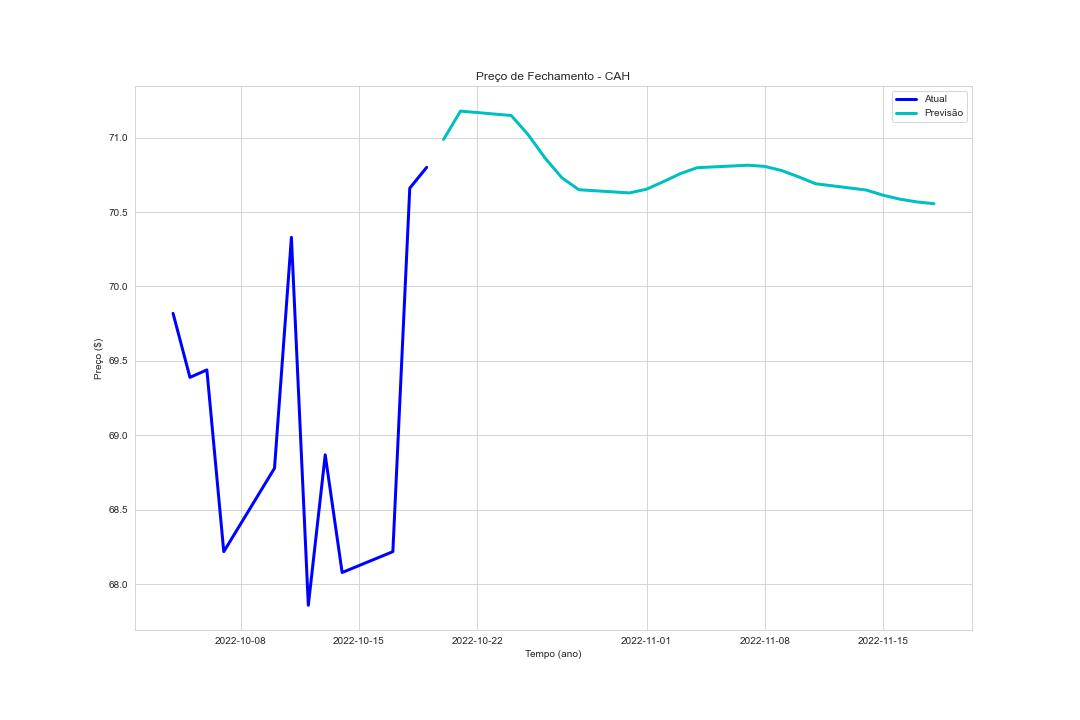 Preço de Fechamento - CAH
Atual
Previsão
71.0
70.5
70.0
69.5
69.0
68.5
68.0
Preço ($)
2022-10-08
2022-10-15
2022-10-22
2022-11-01
2022-11-08
2022-11-15
Tempo (ano)